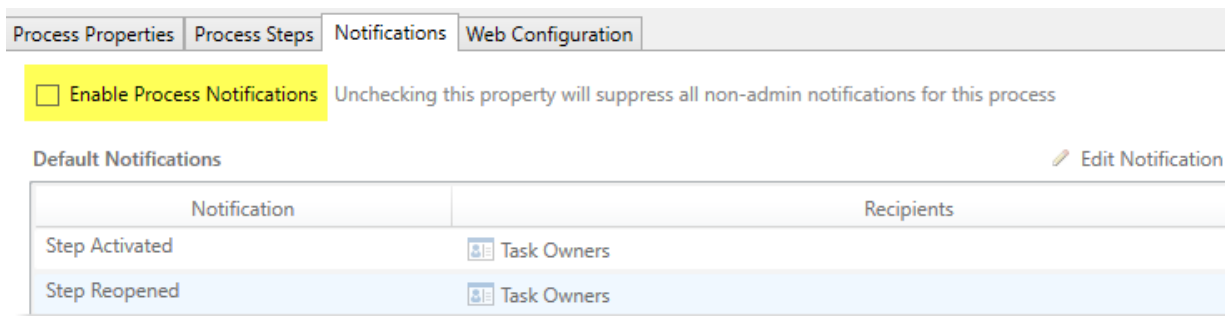 Process Properties Process Steps Notifications Web Configuration
Enable Process Notifications Unchecking this property will suppress all non-admin notifications for this process
Default Notifications Edit Notification
Notification Recipients
Step Activated Task Owners
Step Reopened Task Owners